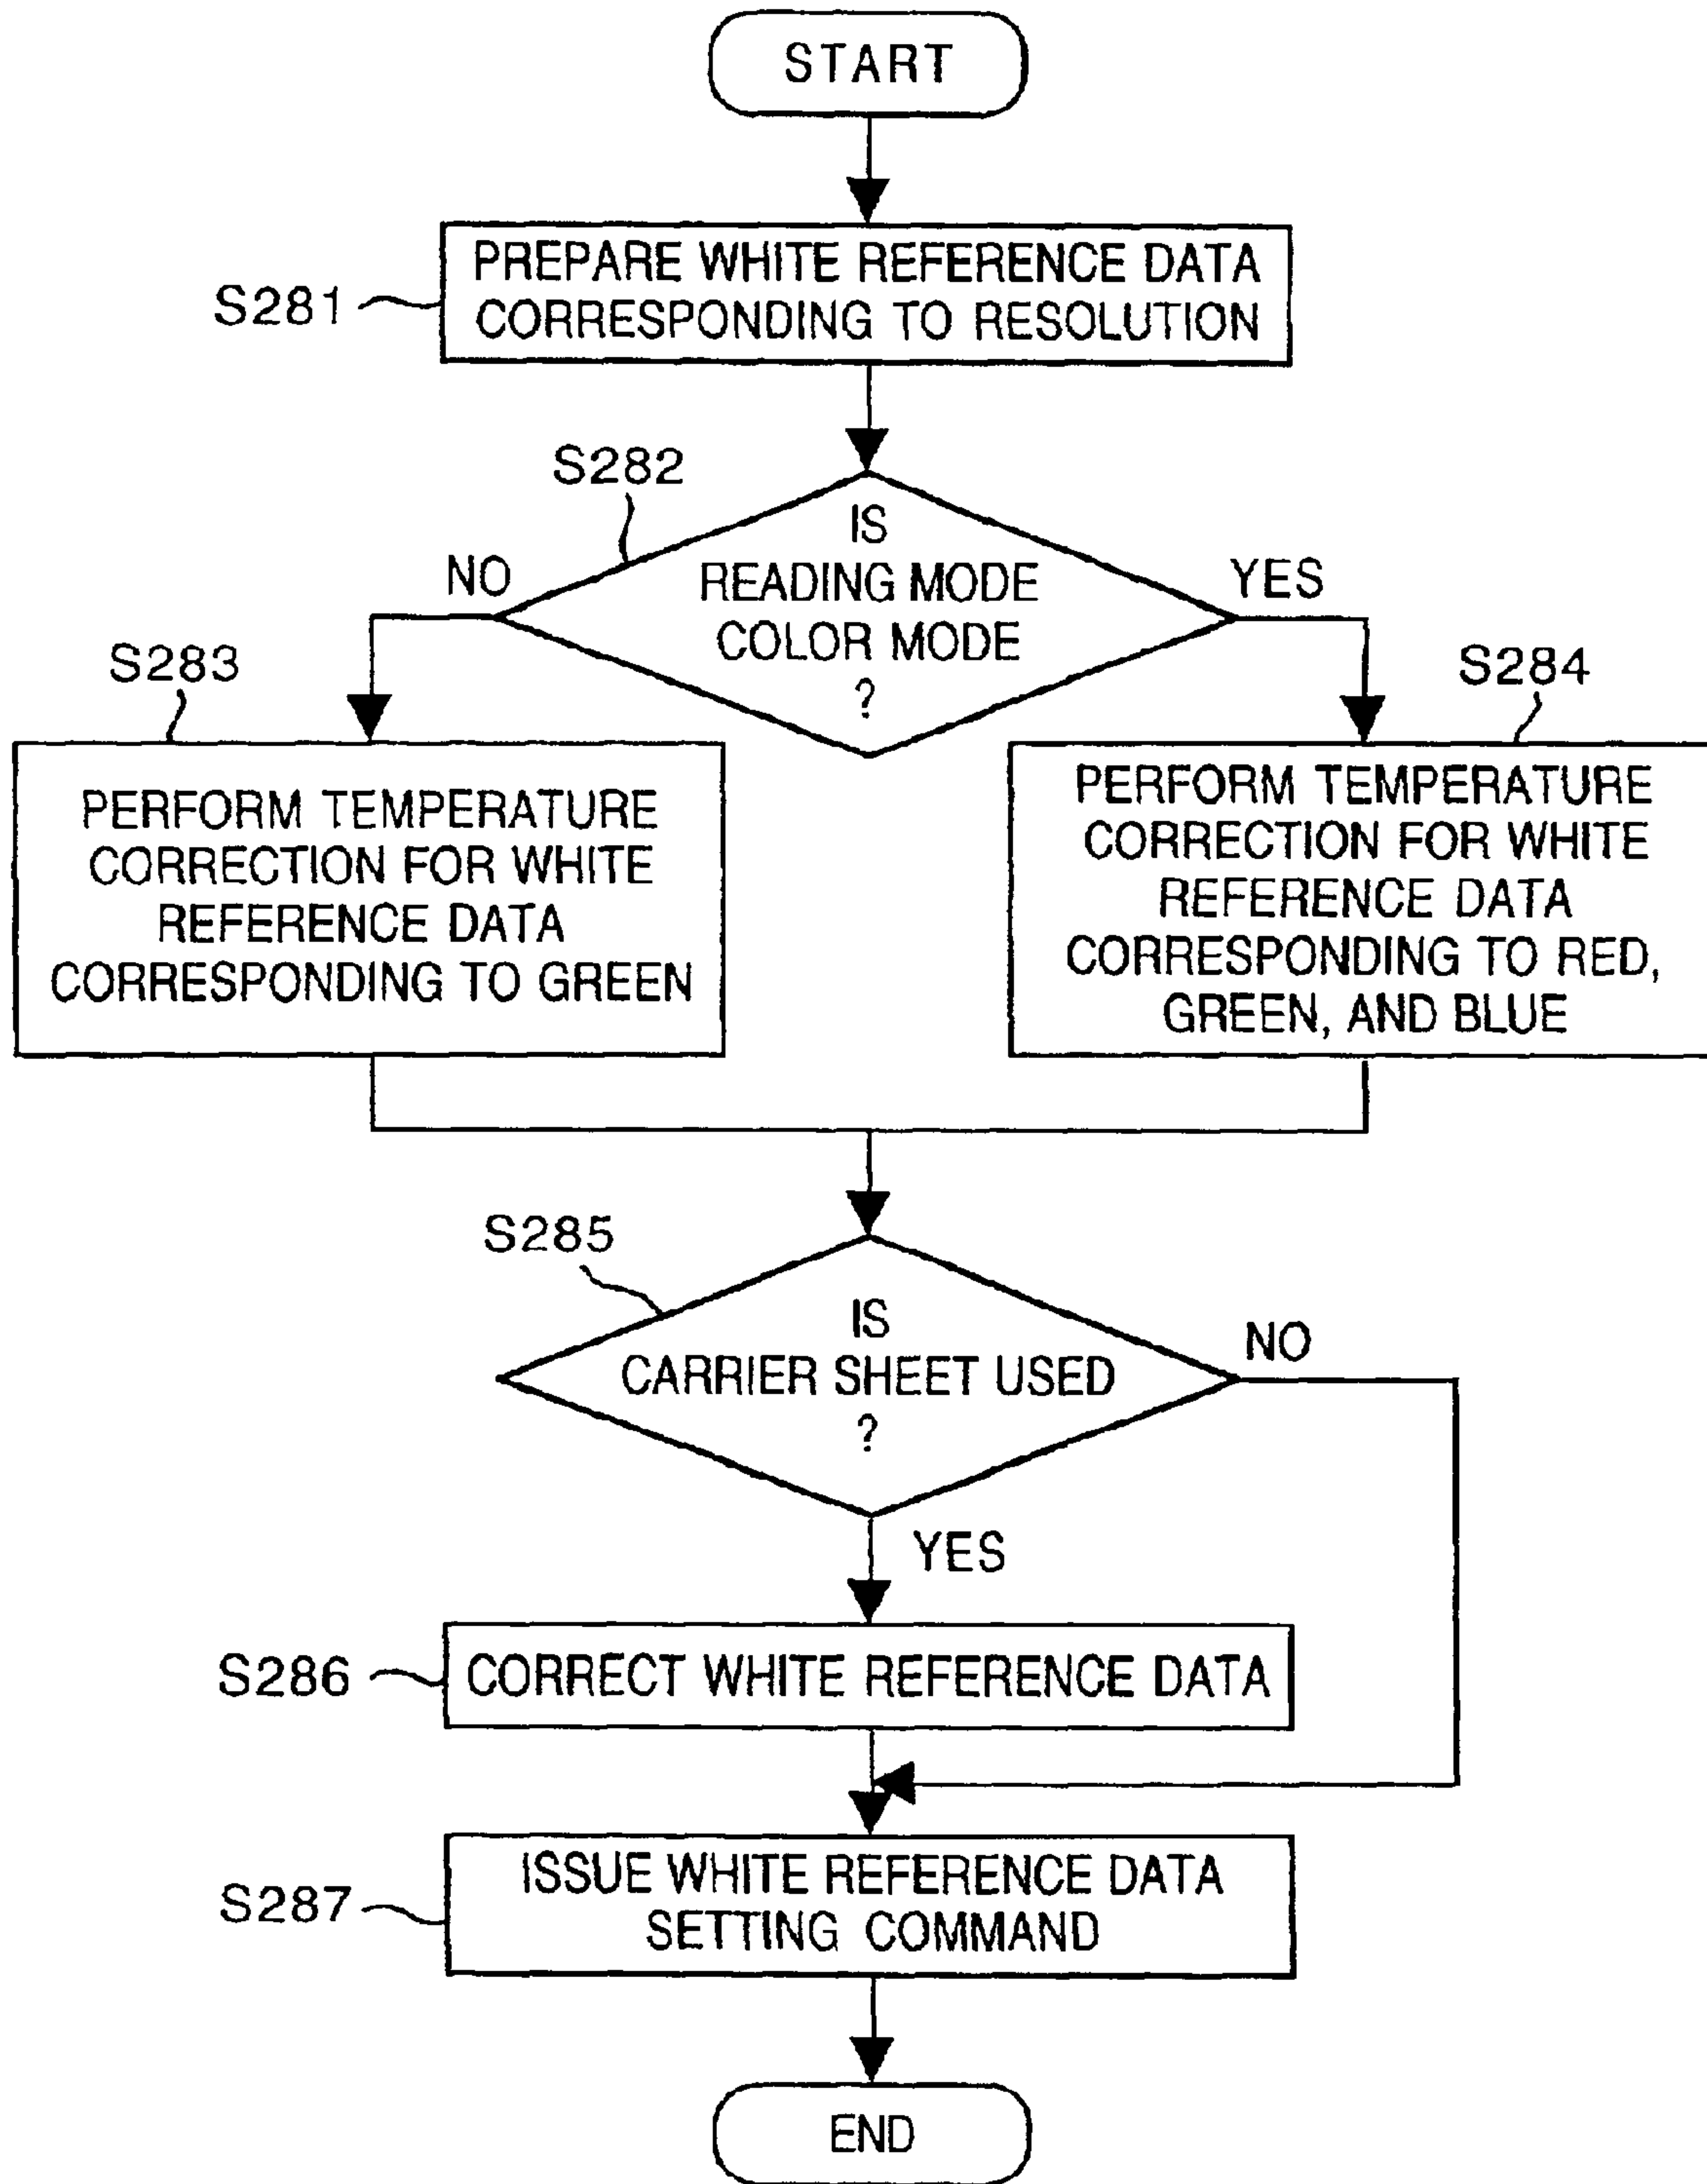 START
PREPARE WHITE REFERENCE DATA
CORRESPONDING TO RESOLUTION
S281
S282
IS
READING MODE
COLOR MODE
?
NO
YES
S283
PERFORM TEMPERATURE
CORRECTION FOR WHITE
REFERENCE DATA
CORRESPONDING TO GREEN
S284
PERFORM TEMPERATURE
CORRECTION FOR WHITE
REFERENCE DATA
CORRESPONDING TO RED,
GREEN, AND BLUE
S285
IS
CARRIER SHEET USED
?
NO
YES
S286
CORRECT WHITE REFERENCE DATA
S287
ISSUE WHITE REFERENCE DATA
SETTING COMMAND
END